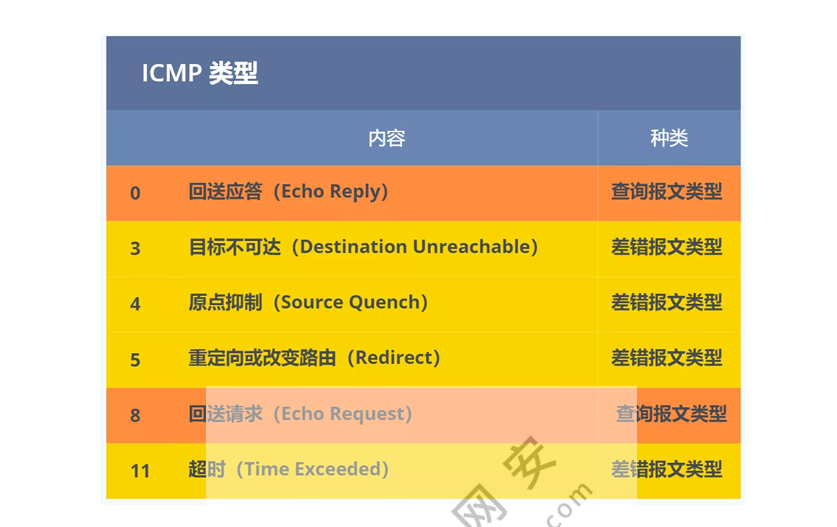 ICMP 类型
内容 种类
0 回送应答（Echo Reply） 查询报文类型
3 目标不可达（Destination Unreachable） 差错报文类型
4 原点抑制（Source Quench） 差错报文类型
5 重定向或改变路由（Redirect） 差错报文类型
8 回送请求（Echo Request） 查询报文类型
11 超时（Time Exceeded） 差错报文类型
网安
.com